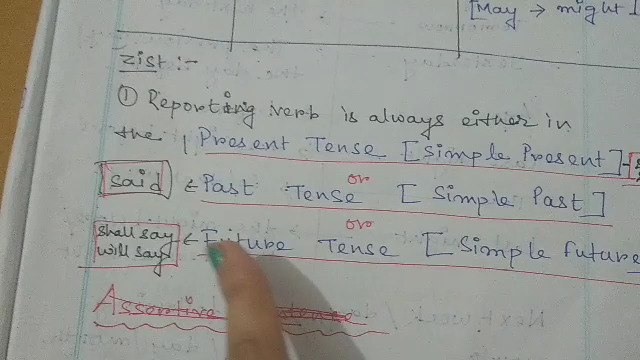 [May → might]
Zist :-
① Reporting verb is always either in
the Present Tense [Simple Present]
or
said ← Past Tense [Simple Past]
or
shall say
will say ← Future Tense [Simple future
Assertive Sentence